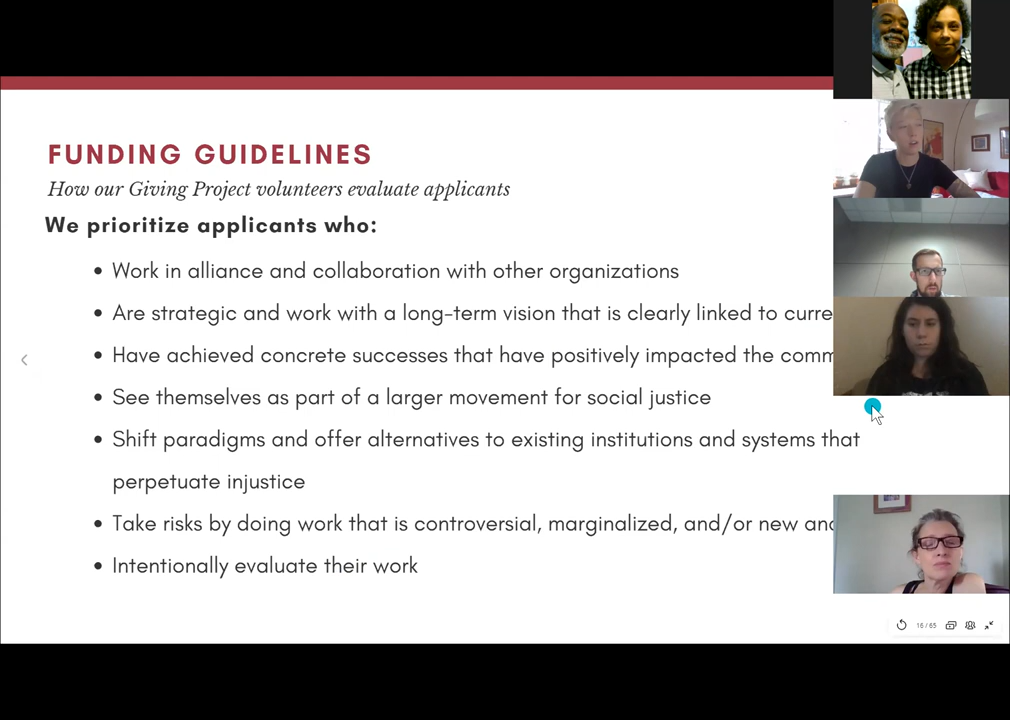 FUNDING GUIDELINES
How our Giving Project volunteers evaluate applicants
We prioritize applicants who:
• Work in alliance and collaboration with other organizations
• Are strategic and work with a long-term vision that is clearly linked to
• Have achieved concrete successes that have positively impacted the
• See themselves as part of a larger movement for social justice
• Shift paradigms and offer alternatives to existing institutions and systems that
perpetuate injustice
• Take risks by doing work that is controversial, marginalized, and/or new
• Intentionally evaluate their work
16 / 65